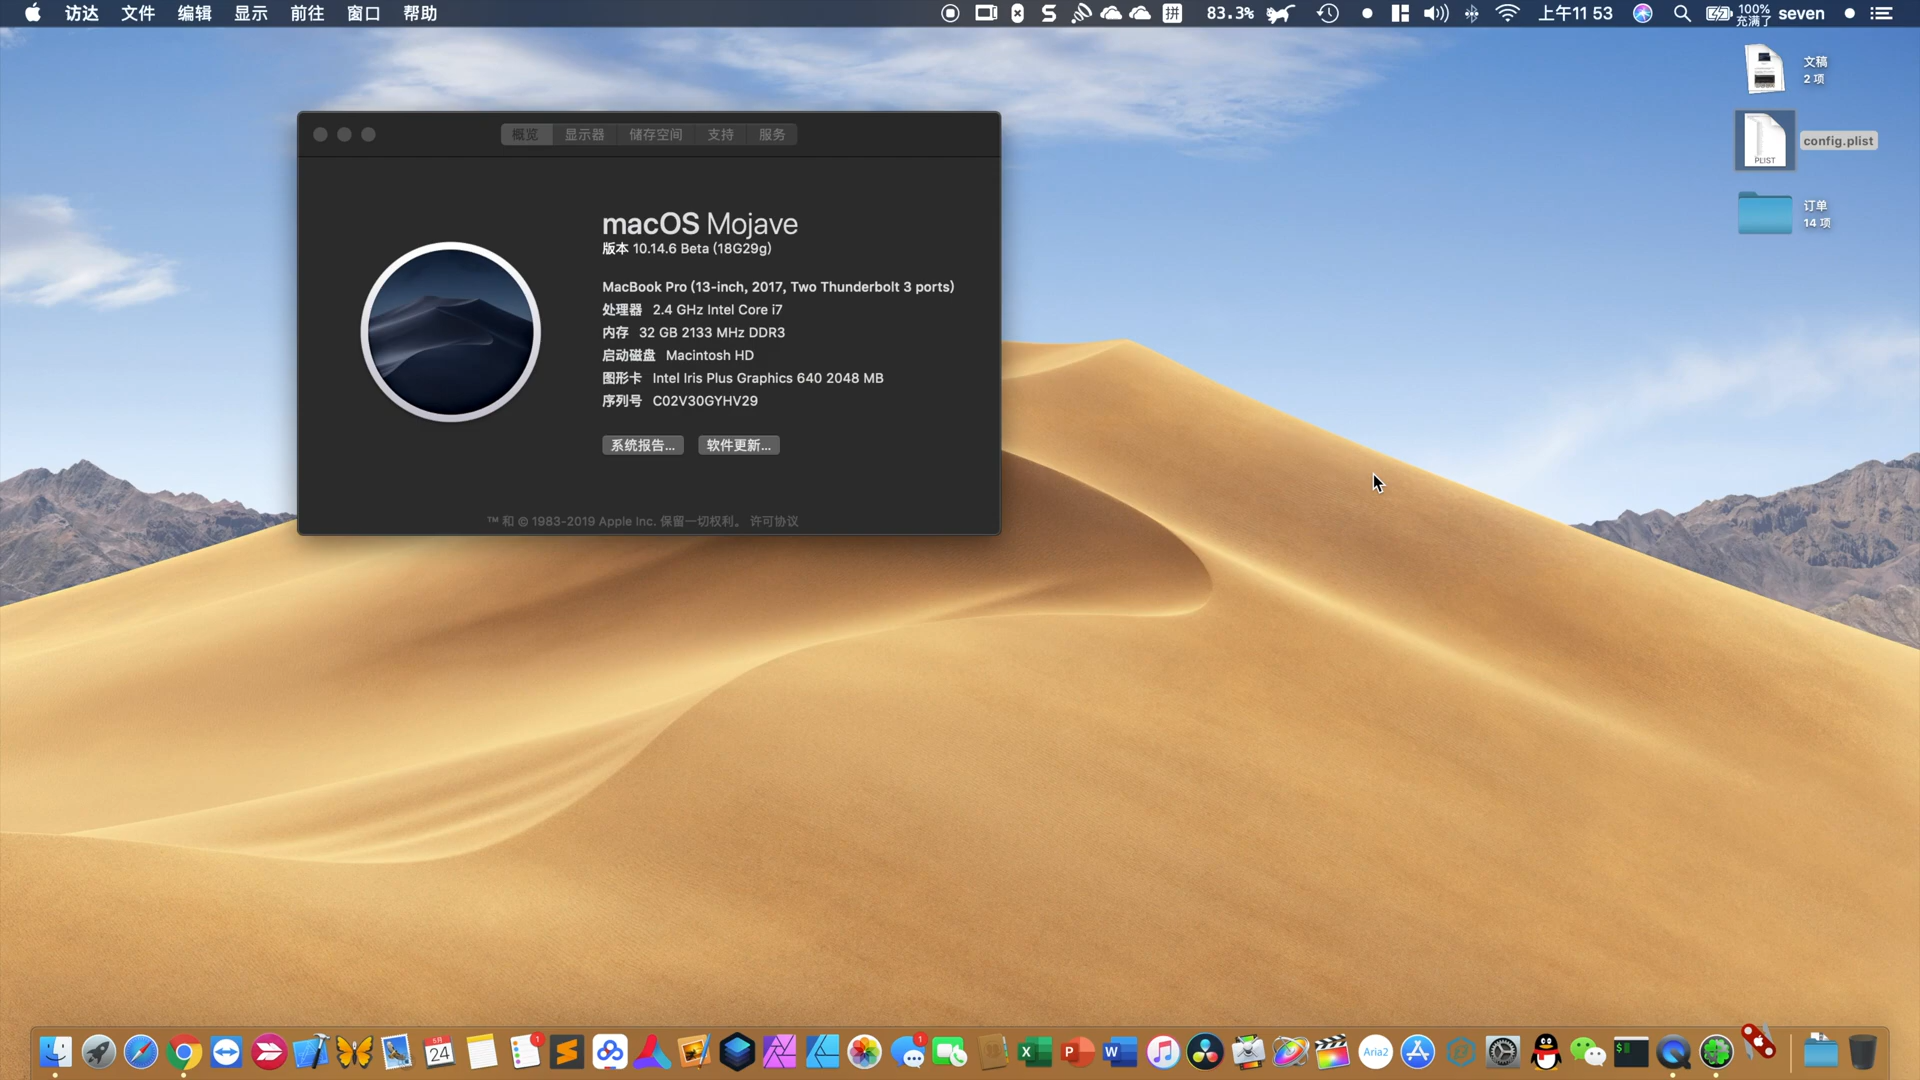 访达 文件 编辑 显示 前往 窗口 帮助
拼 83.3% 上午11 53 100% 充满了 seven
文稿
2 项
PLIST
config.plist
订单
14 项
概览 显示器 储存空间 支持 服务
macOS Mojave
版本 10.14.6 Beta (18G29g)
MacBook Pro (13-inch, 2017, Two Thunderbolt 3 ports)
处理器 2.4 GHz Intel Core i7
内存 32 GB 2133 MHz DDR3
启动磁盘 Macintosh HD
图形卡 Intel Iris Plus Graphics 640 2048 MB
序列号 C02V30GYHV29
系统报告... 软件更新...
™ 和 © 1983-2019 Apple Inc. 保留一切权利。 许可协议
5月
24 1 1 X P W Aria2 $